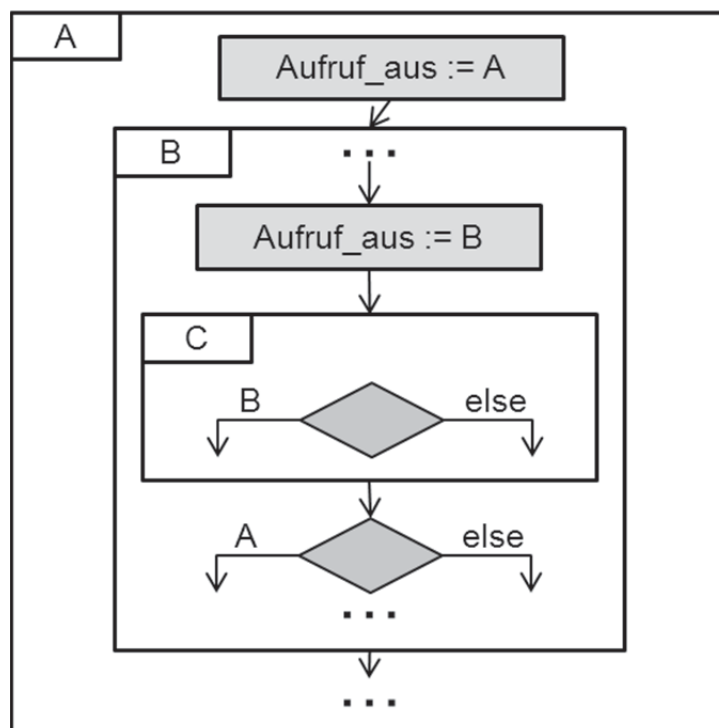 A
Aufruf_aus := A
B
...
Aufruf_aus := B
C
B else
A else
...
...